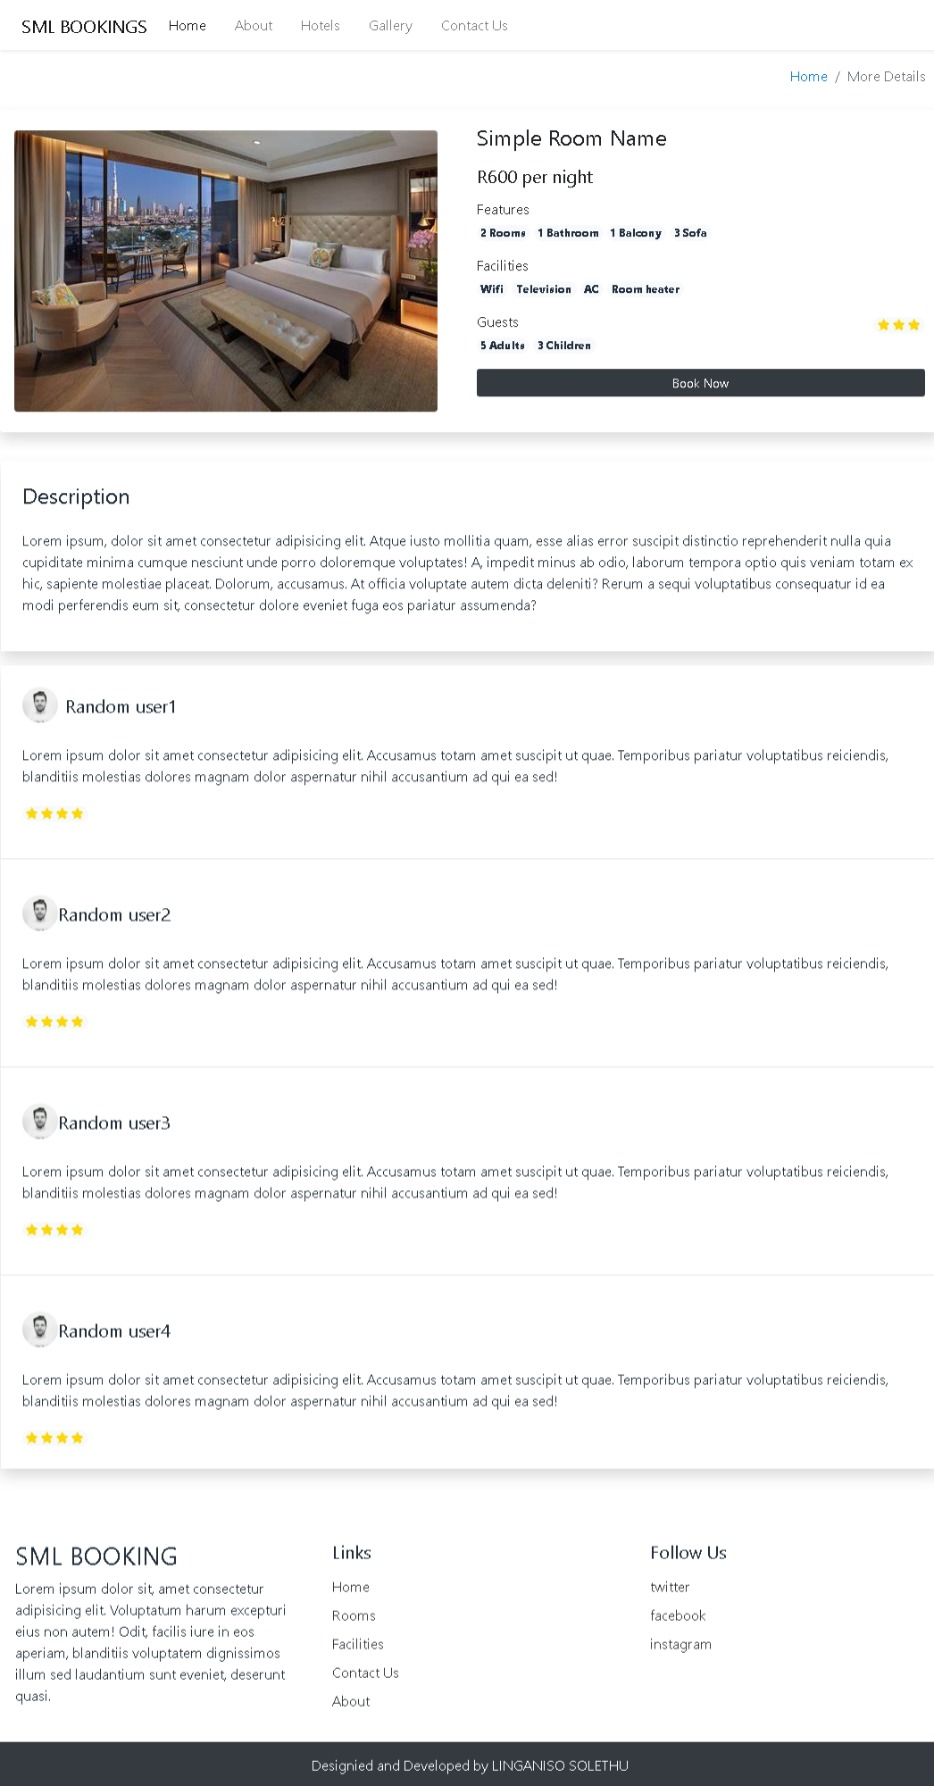 SML BOOKINGS Home About Hotels Gallery Contact Us
Home / More Details
Simple Room Name
R600 per night
Features
2 Rooms 1 Bathroom 1 Balcony 3 Sofa
Facilities
Wifi Television AC Room heater
Guests
5 Adults 3 Children
Book Now
Description
Lorem ipsum, dolor sit amet consectetur adipisicing elit. Atque iusto mollitia quam, esse alias error suscipit distinctio reprehenderit nulla quia
cupiditate minima cumque nesciunt unde porro doloremque voluptates! A, impedit minus ab odio, laborum tempora optio quis veniam totam ex
hic, sapiente molestiae placeat. Dolorum, accusamus. At officia voluptate autem dicta deleniti? Rerum a sequi voluptatibus consequatur id ea
modi perferendis eum sit, consectetur dolore eveniet fuga eos pariatur assumenda?
Random user1
Lorem ipsum dolor sit amet consectetur adipisicing elit. Accusamus totam amet suscipit ut quae. Temporibus pariatur voluptatibus reiciendis,
blanditiis molestias dolores magnam dolor aspernatur nihil accusantium ad qui ea sed!
Random user2
Lorem ipsum dolor sit amet consectetur adipisicing elit. Accusamus totam amet suscipit ut quae. Temporibus pariatur voluptatibus reiciendis,
blanditiis molestias dolores magnam dolor aspernatur nihil accusantium ad qui ea sed!
Random user3
Lorem ipsum dolor sit amet consectetur adipisicing elit. Accusamus totam amet suscipit ut quae. Temporibus pariatur voluptatibus reiciendis,
blanditiis molestias dolores magnam dolor aspernatur nihil accusantium ad qui ea sed!
Random user4
Lorem ipsum dolor sit amet consectetur adipisicing elit. Accusamus totam amet suscipit ut quae. Temporibus pariatur voluptatibus reiciendis,
blanditiis molestias dolores magnam dolor aspernatur nihil accusantium ad qui ea sed!
SML BOOKING
Lorem ipsum dolor sit, amet consectetur
adipisicing elit. Voluptatum harum excepturi
eius non autem! Odit, facilis iure in eos
aperiam, blanditiis voluptatem dignissimos
illum sed laudantium sunt eveniet, deserunt
quasi.
Links
Home
Rooms
Facilities
Contact Us
About
Follow Us
twitter
facebook
instagram
Designied and Developed by LINGANISO SOLETHU